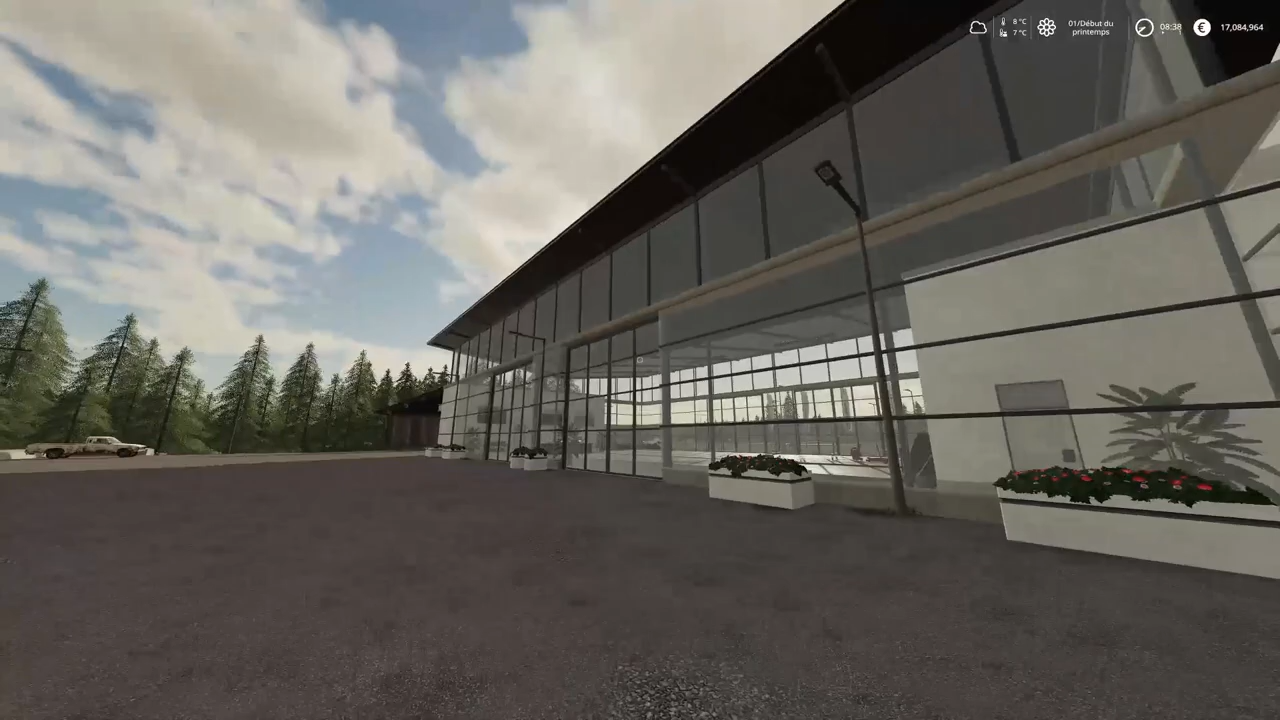 8 °C
7 °C
01/Début du
printemps
08:38
€
17,084,964